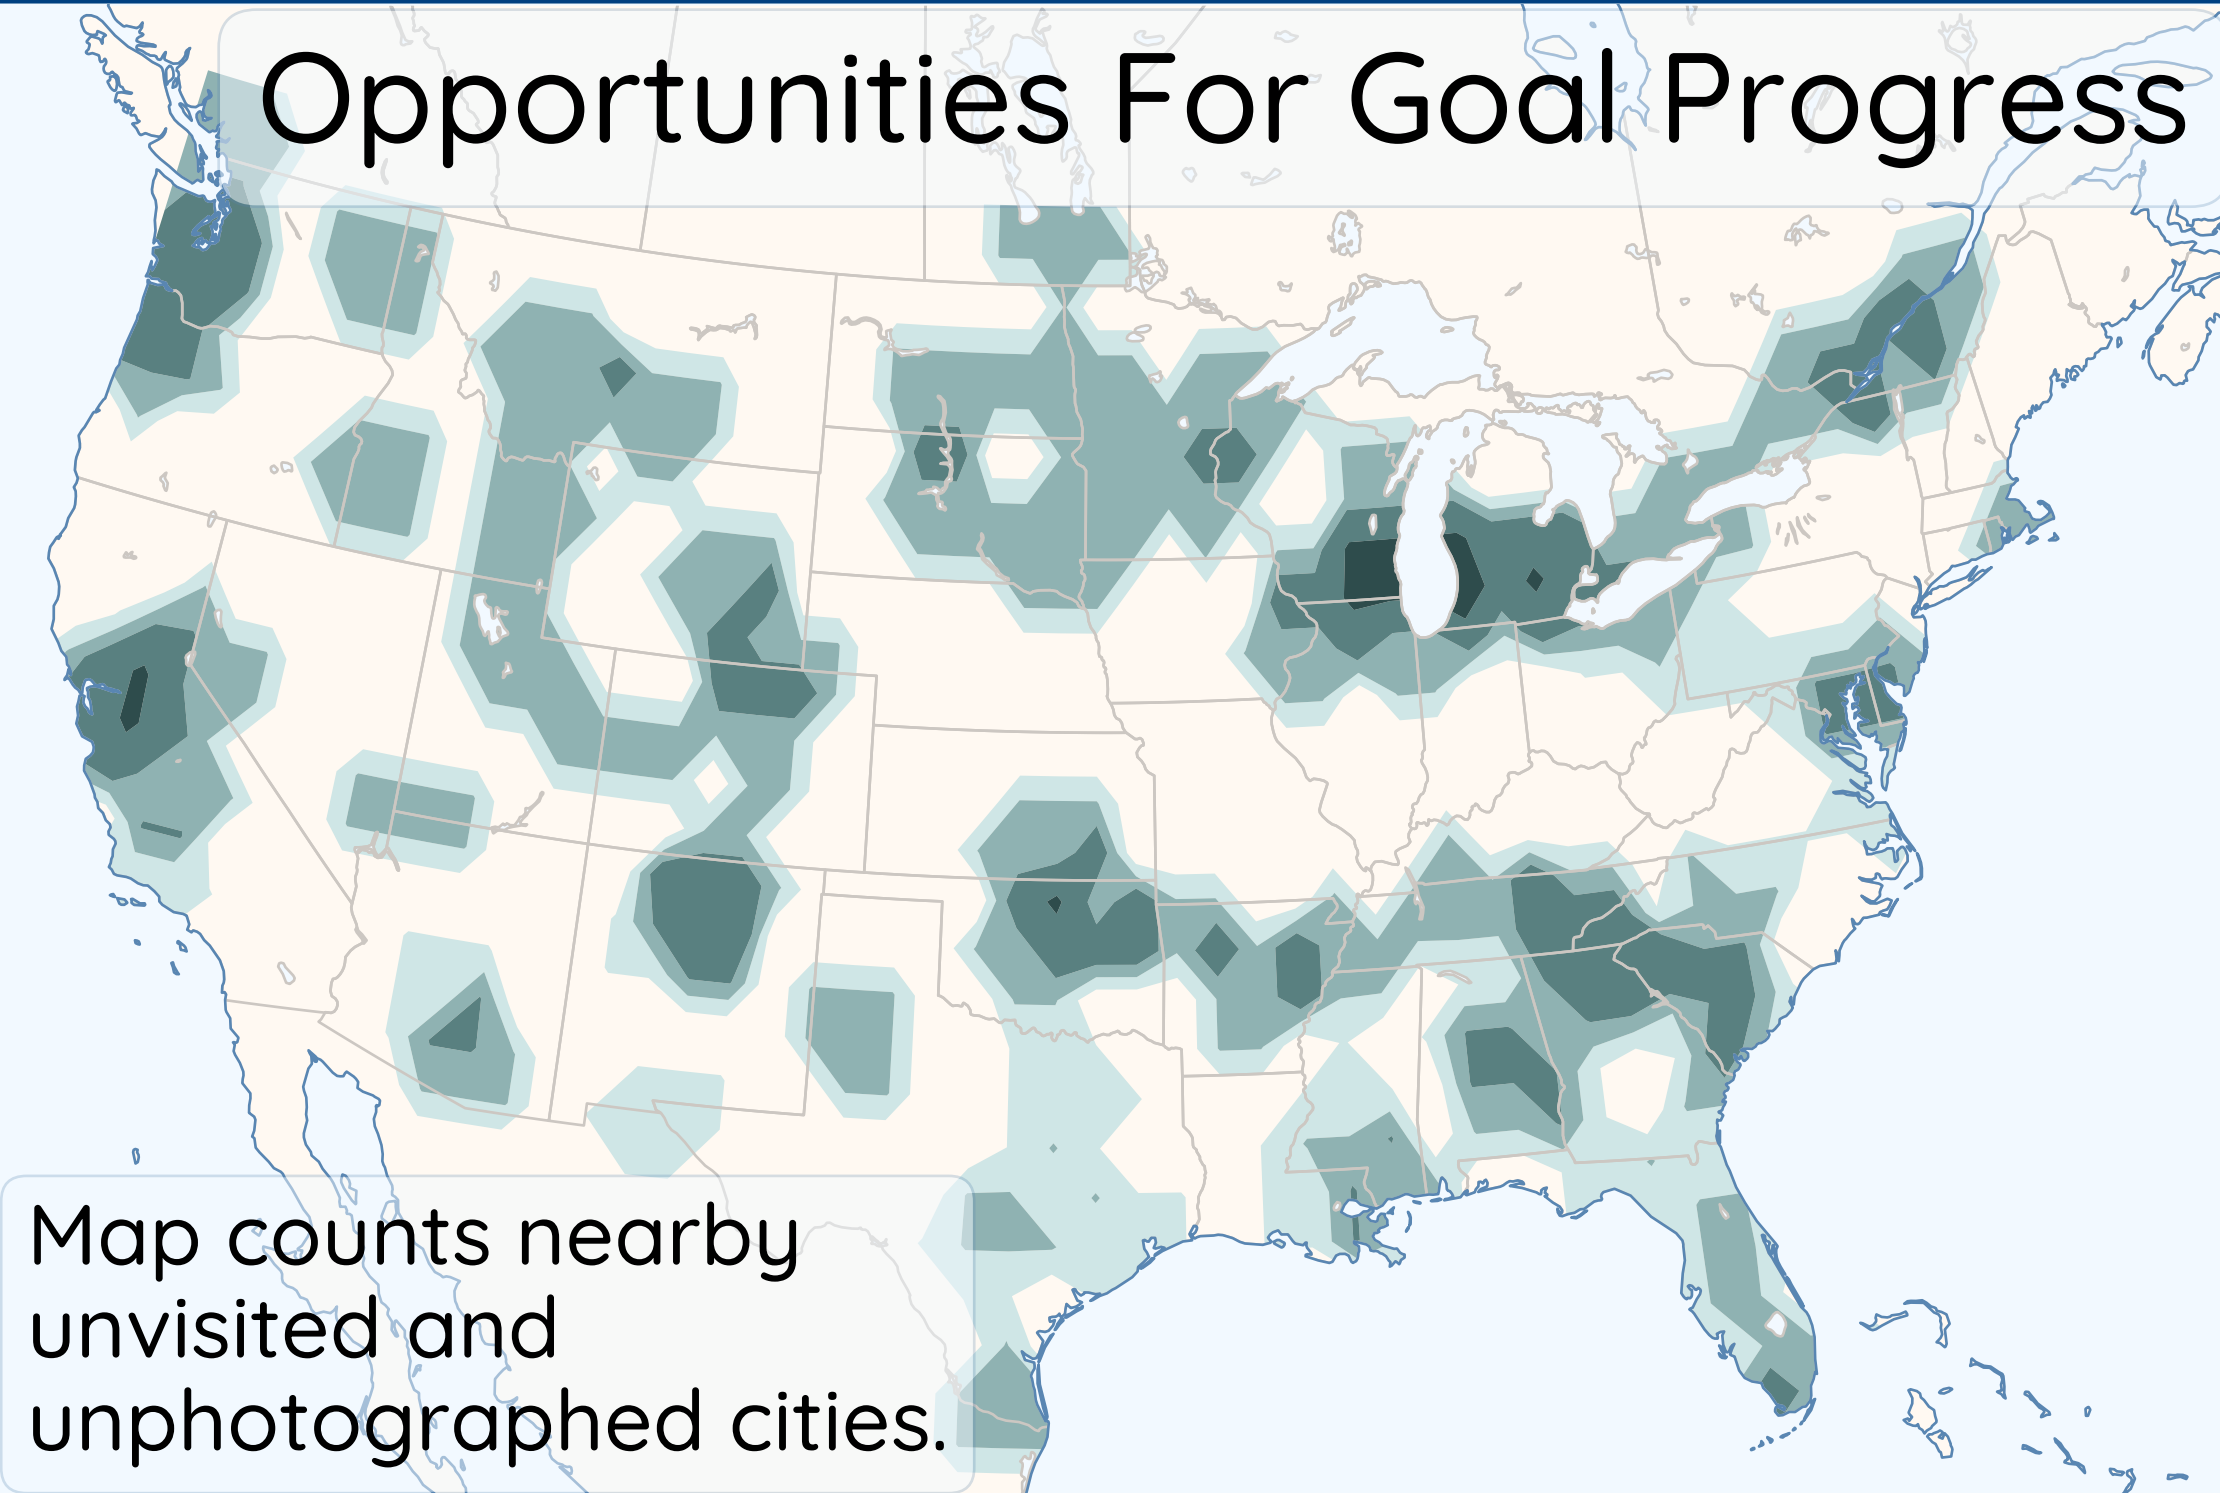 Opportunities For Goal Progress
Map counts nearby
unvisited and
unphotographed cities.